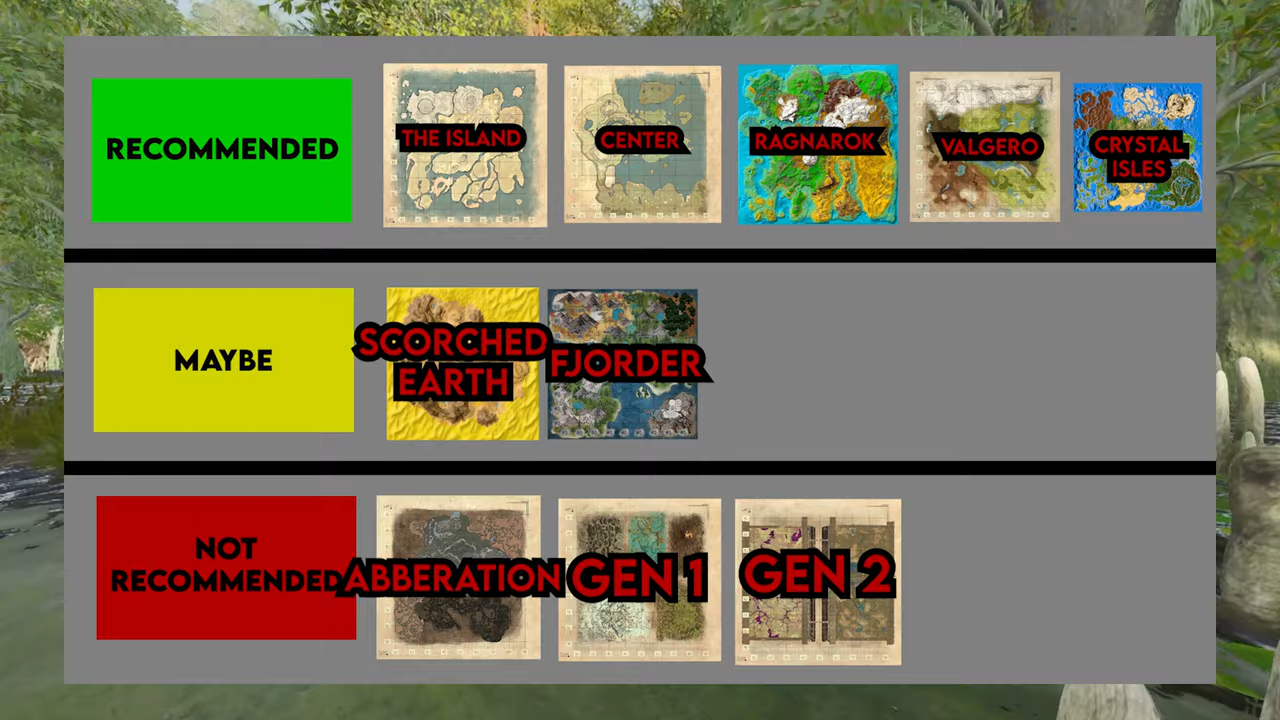 RECOMMENDED
THE ISLAND
CENTER
RAGNAROK
VALGERO
CRYSTAL
ISLES
MAYBE
SCORCHED
EARTH
FJORDER
NOT
RECOMMENDED
ABBERATION
GEN 1
GEN 2